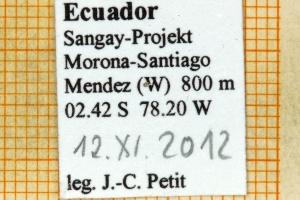 Ecuador
Sangay-Projekt
Morona-Santiago
Mendez (W) 800 m
02.42 S 78.20 W
12.XI.2012
leg. J.-C. Petit